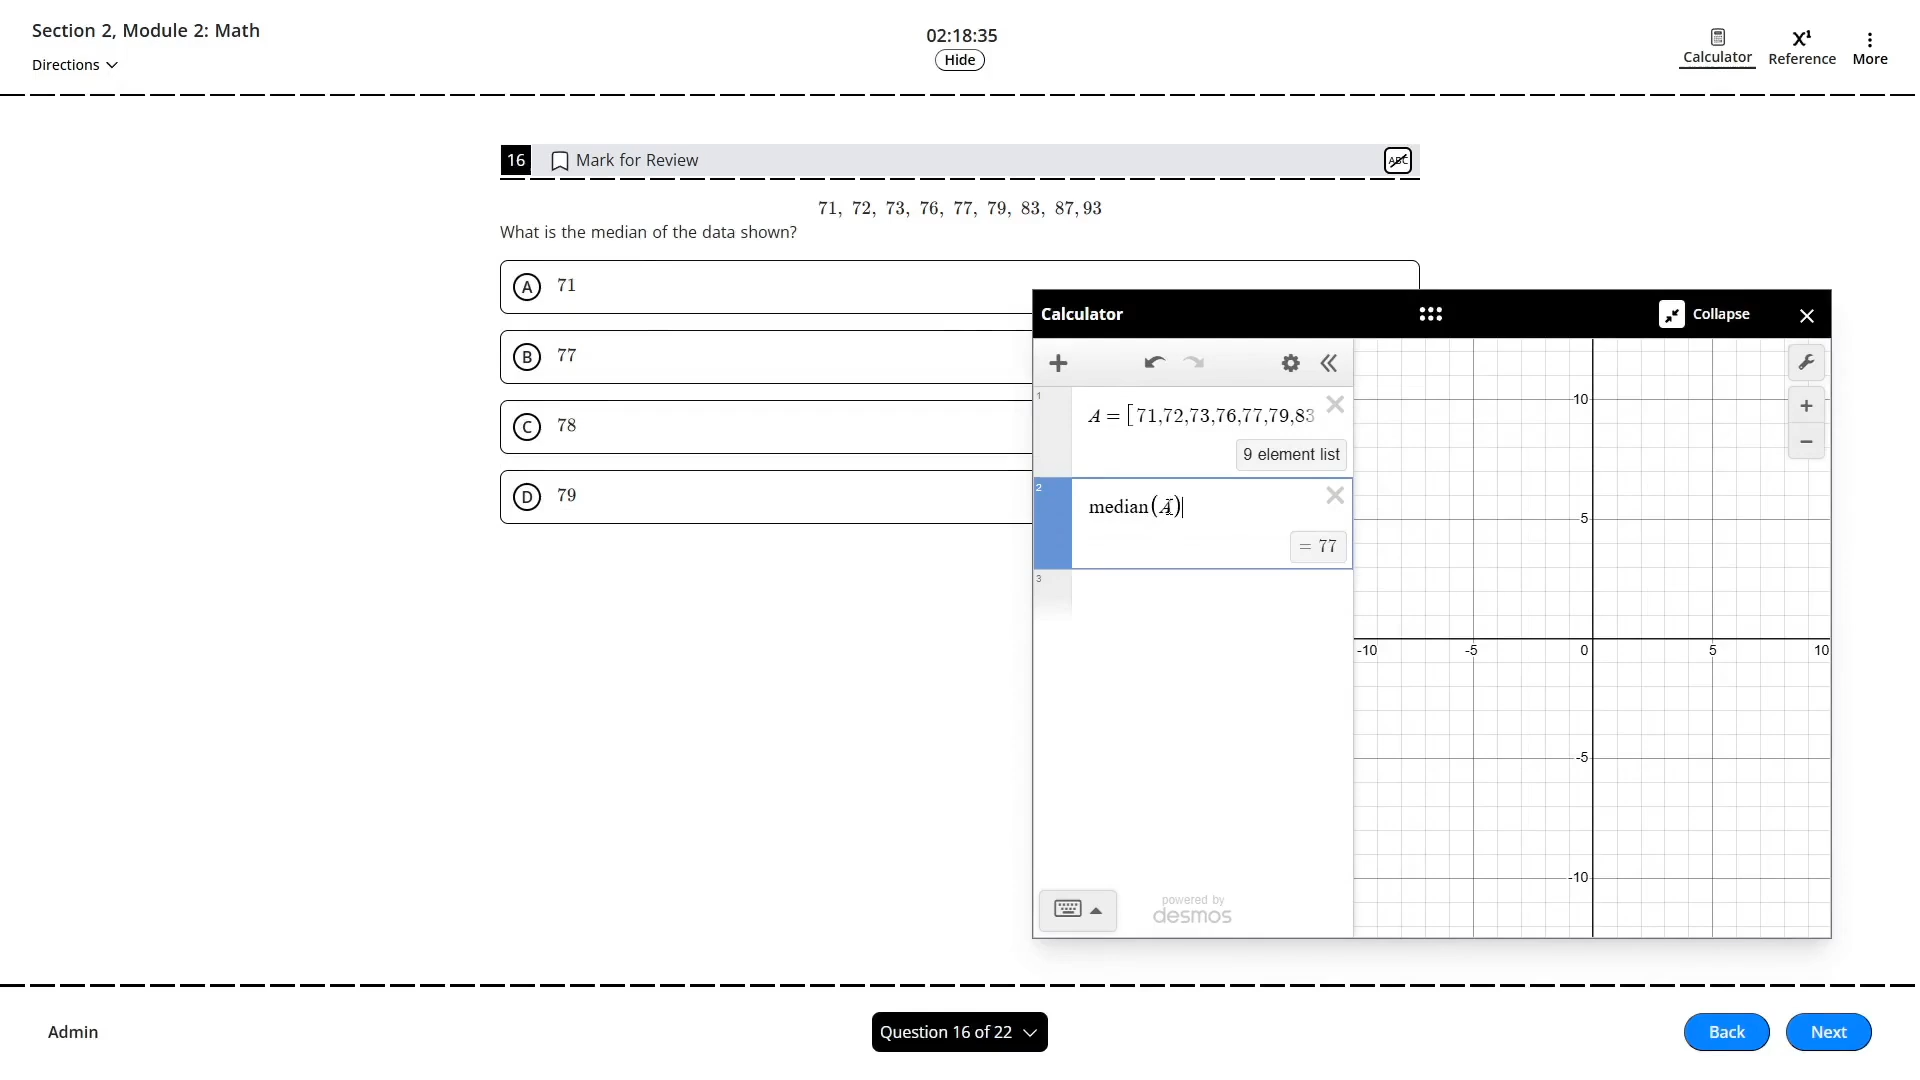 Section 2, Module 2: Math
Directions
02:18:35
Hide
Calculator
Reference
More
16 Mark for Review ABC
71, 72, 73, 76, 77, 79, 83, 87, 93
What is the median of the data shown?
A 71
B 77
C 78
D 79
Calculator
Collapse
1
A = [71,72,73,76,77,79,83
9 element list
2
median(A)
= 77
3
powered by
desmos
10
5
-10 -5 0 5 10
-5
-10
Admin
Question 16 of 22
Back
Next